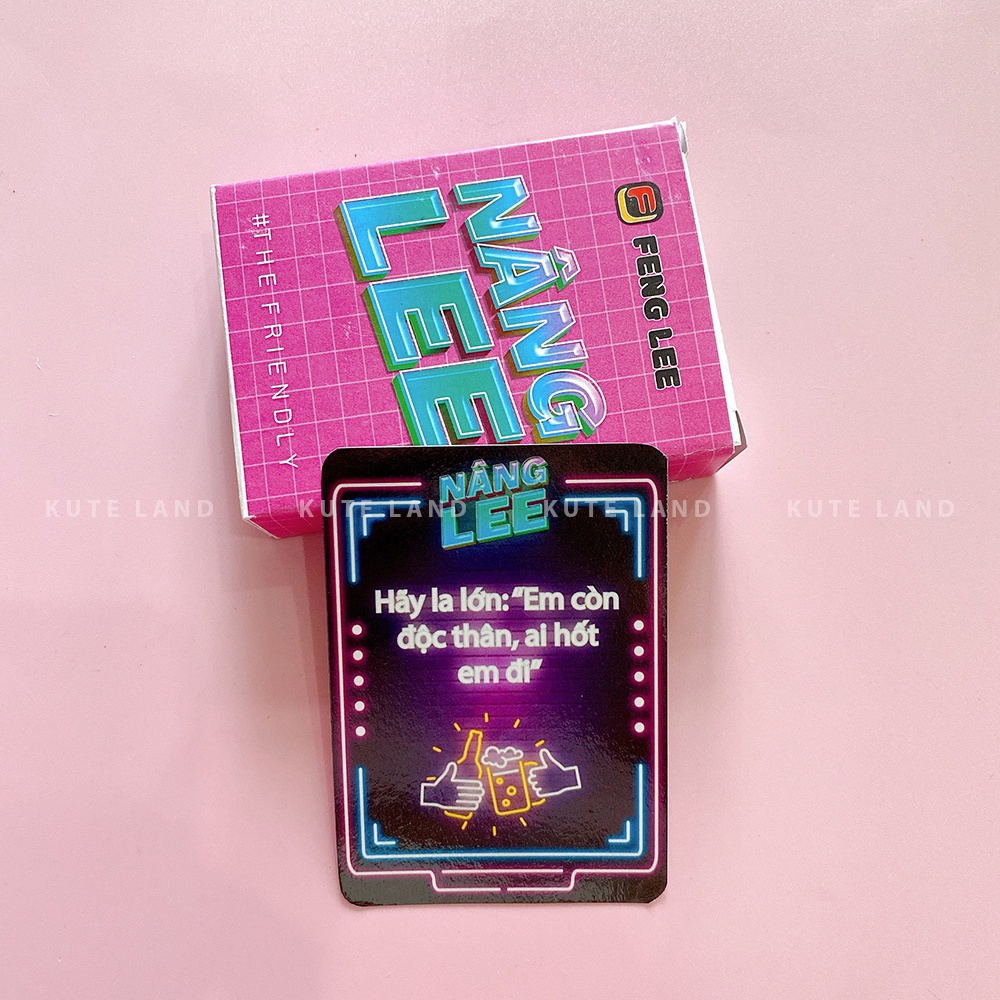 FENG LEE
NÂNG
LEE
#THE FRIENDLY
KUTE LAND KUTE LAND KUTE LAND KUTE LAND
NÂNG
LEE
Hãy la lớn: “Em còn
độc thân, ai hốt
em đi”